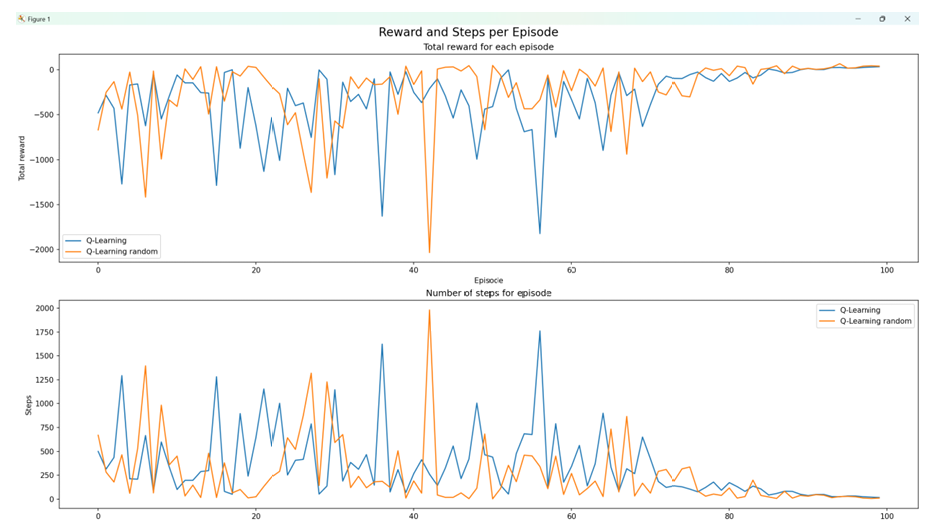 Figure 1
Reward and Steps per Episode
Total reward for each episode
Total reward
0
−500
−1000
−1500
−2000
Q-Learning
Q-Learning random
0 20 40 60 80 100
Episode
Number of steps for episode
Steps
2000
1750
1500
1250
1000
750
500
250
0
Q-Learning
Q-Learning random
0 20 40 60 80 100